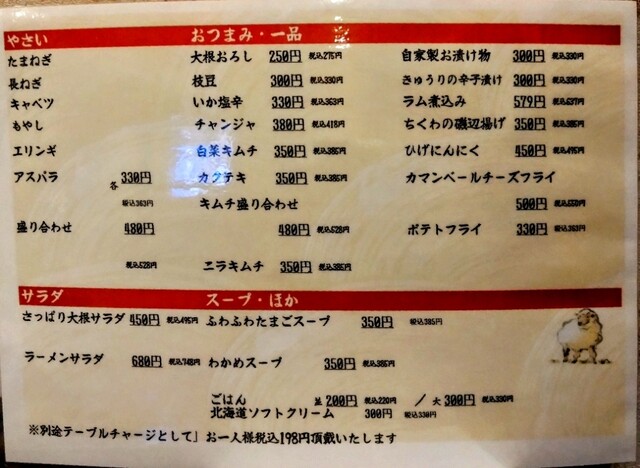 やさい
たまねぎ
長ねぎ
キャベツ
もやし
エリンギ
アスパラ
各 330円
税込363円
盛り合わせ 480円
税込528円
おつまみ・一品
大根おろし 250円 税込275円
枝豆 300円 税込330円
いか塩辛 330円 税込363円
チャンジャ 380円 税込418円
白菜キムチ 350円 税込385円
カクテキ 350円 税込385円
キムチ盛り合わせ
480円 税込528円
ニラキムチ 350円 税込385円
自家製お漬け物 300円 税込330円
きゅうりの辛子漬け 300円 税込330円
ラム煮込み 579円 税込637円
ちくわの磯辺揚げ 350円 税込385円
ひげにんにく 450円 税込495円
カマンベールチーズフライ
500円 税込550円
ポテトフライ 330円 税込363円
サラダ
さっぱり大根サラダ 450円 税込495円
ラーメンサラダ 680円 税込748円
スープ・ほか
ふわふわたまごスープ 350円 税込385円
わかめスープ 350円 税込385円
ごはん 並 200円 税込220円 / 大 300円 税込330円
北海道ソフトクリーム 300円 税込330円
※別途テーブルチャージとして」お一人様税込198円頂戴いたします